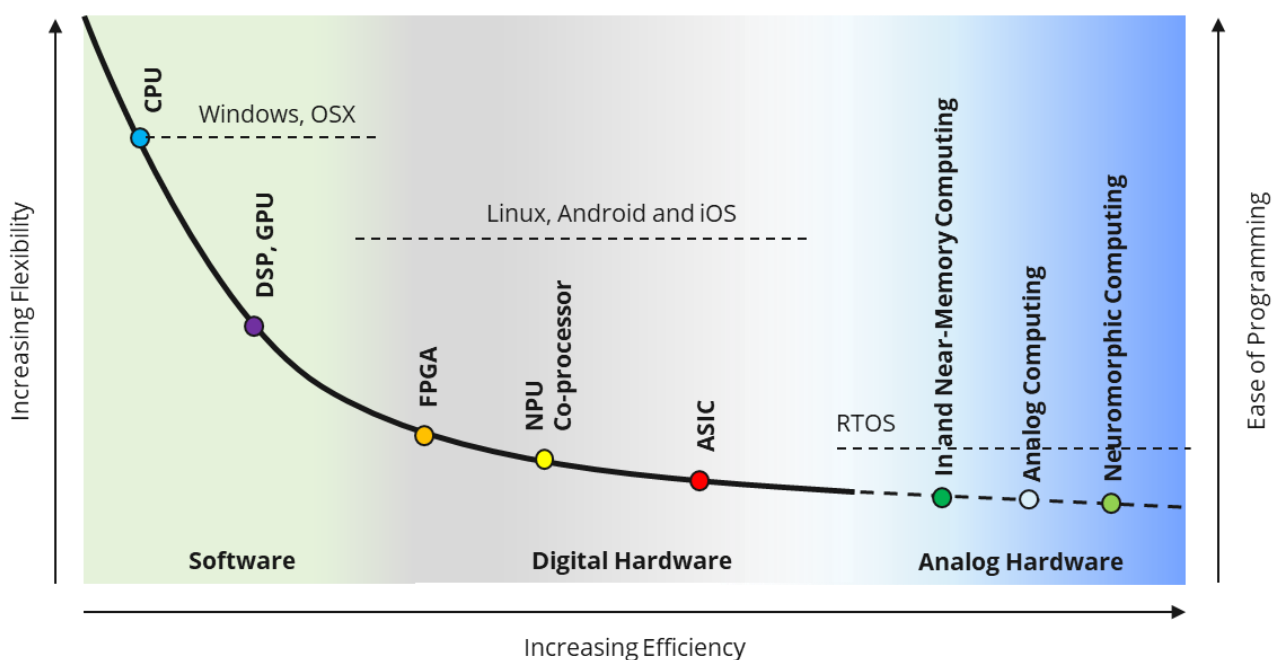 CPU
Windows, OSX
DSP, GPU
Linux, Android and iOS
FPGA
NPU
Co-processor
ASIC
RTOS
In and Near-Memory Computing
Analog Computing
Neuromorphic Computing
Increasing Flexibility
Ease of Programming
Software
Digital Hardware
Analog Hardware
Increasing Efficiency